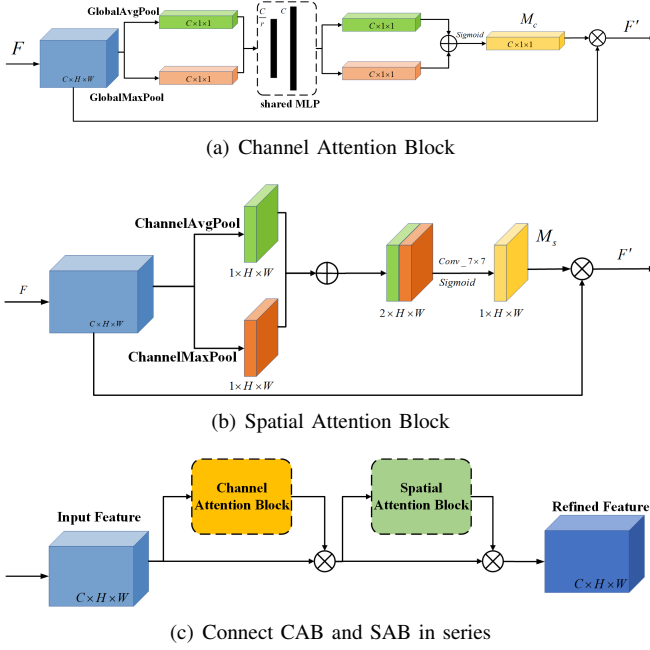 GlobalAvgPool
C×1×1
C/r C
C×1×1
Sigmoid
M_c
F'
F
C×H×W
C×1×1
GlobalMaxPool
C×1×1
C×1×1
shared MLP
(a) Channel Attention Block
ChannelAvgPool
1×H×W
F
C×H×W
Conv_7×7
Sigmoid
M_s
F'
2×H×W
1×H×W
ChannelMaxPool
1×H×W
(b) Spatial Attention Block
Channel
Attention Block
Spatial
Attention Block
Input Feature
Refined Feature
C×H×W
C×H×W
(c) Connect CAB and SAB in series